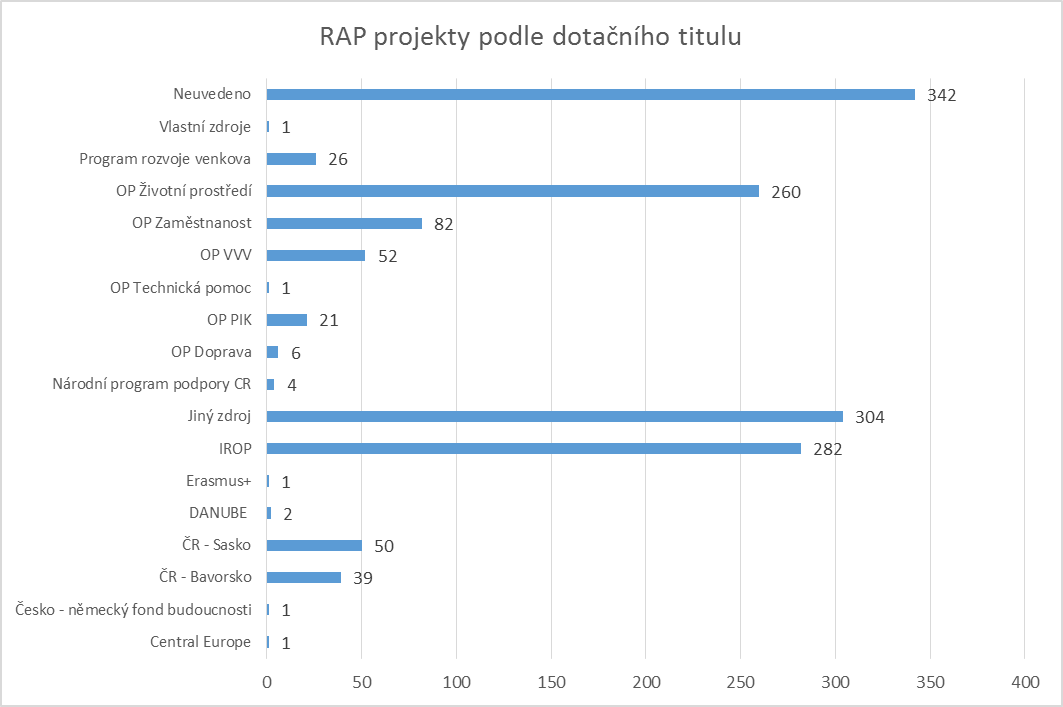 RAP projekty podle dotačního titulu
Neuvedeno 342
Vlastní zdroje 1
Program rozvoje venkova 26
OP Životní prostředí 260
OP Zaměstnanost 82
OP VVV 52
OP Technická pomoc 1
OP PIK 21
OP Doprava 6
Národní program podpory CR 4
Jiný zdroj 304
IROP 282
Erasmus+ 1
DANUBE 2
ČR - Sasko 50
ČR - Bavorsko 39
Česko - německý fond budoucnosti 1
Central Europe 1
0 50 100 150 200 250 300 350 400